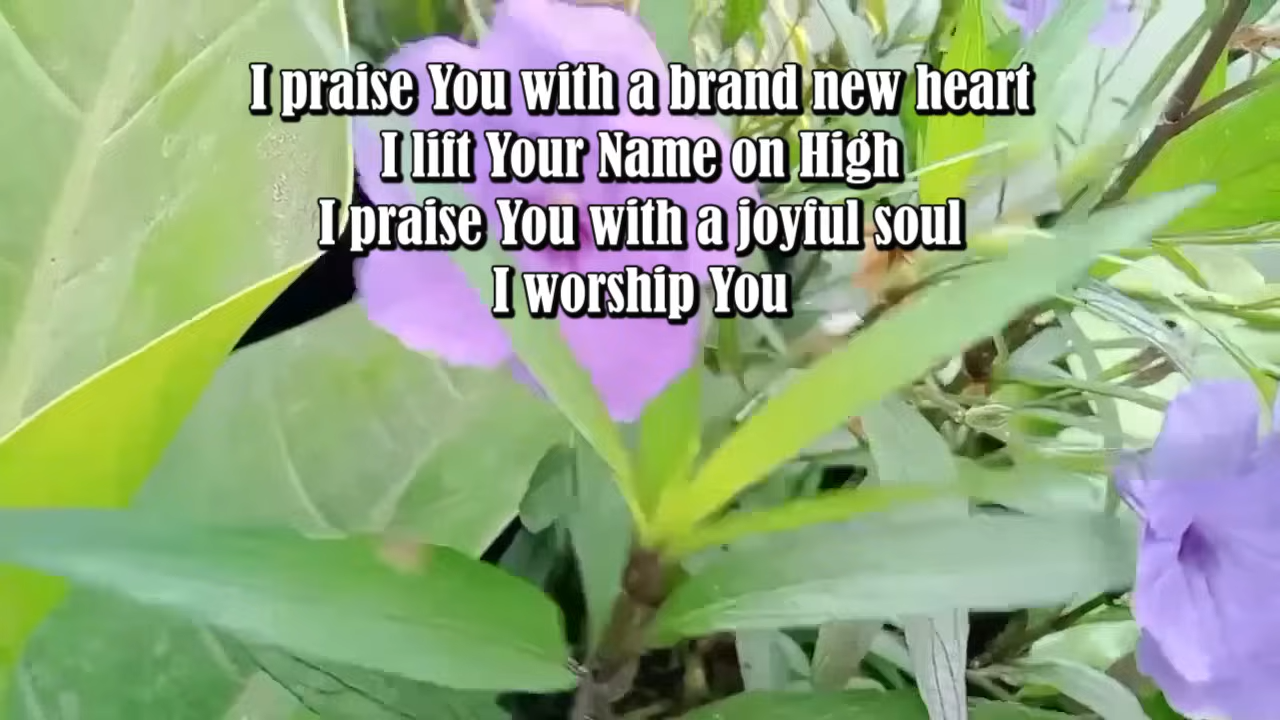 I praise You with a brand new heart
I lift Your Name on High
I praise You with a joyful soul
I worship You